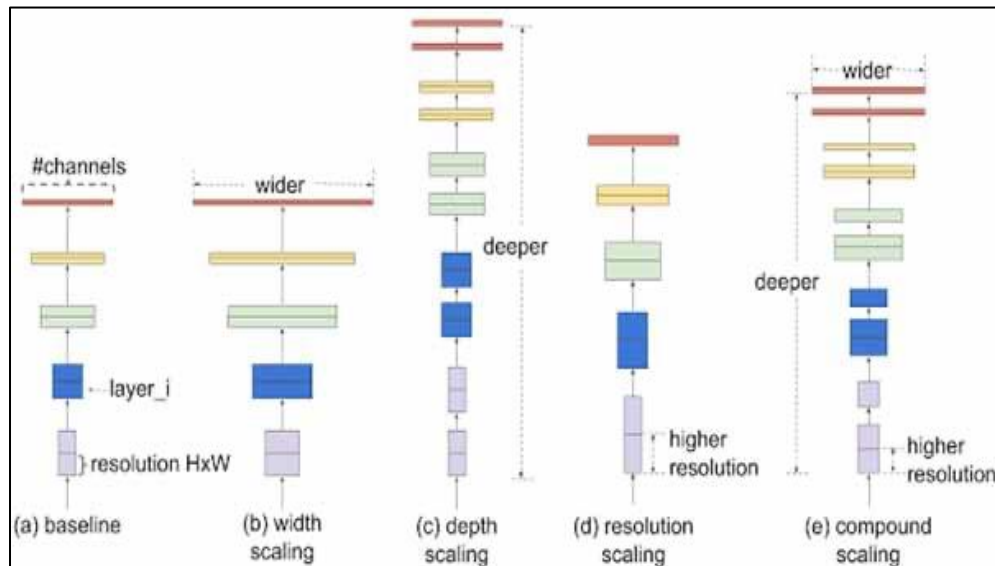 #channels
wider
wider
deeper
deeper
layer_i
resolution HxW
higher
resolution
higher
resolution
(a) baseline
(b) width
scaling
(c) depth
scaling
(d) resolution
scaling
(e) compound
scaling